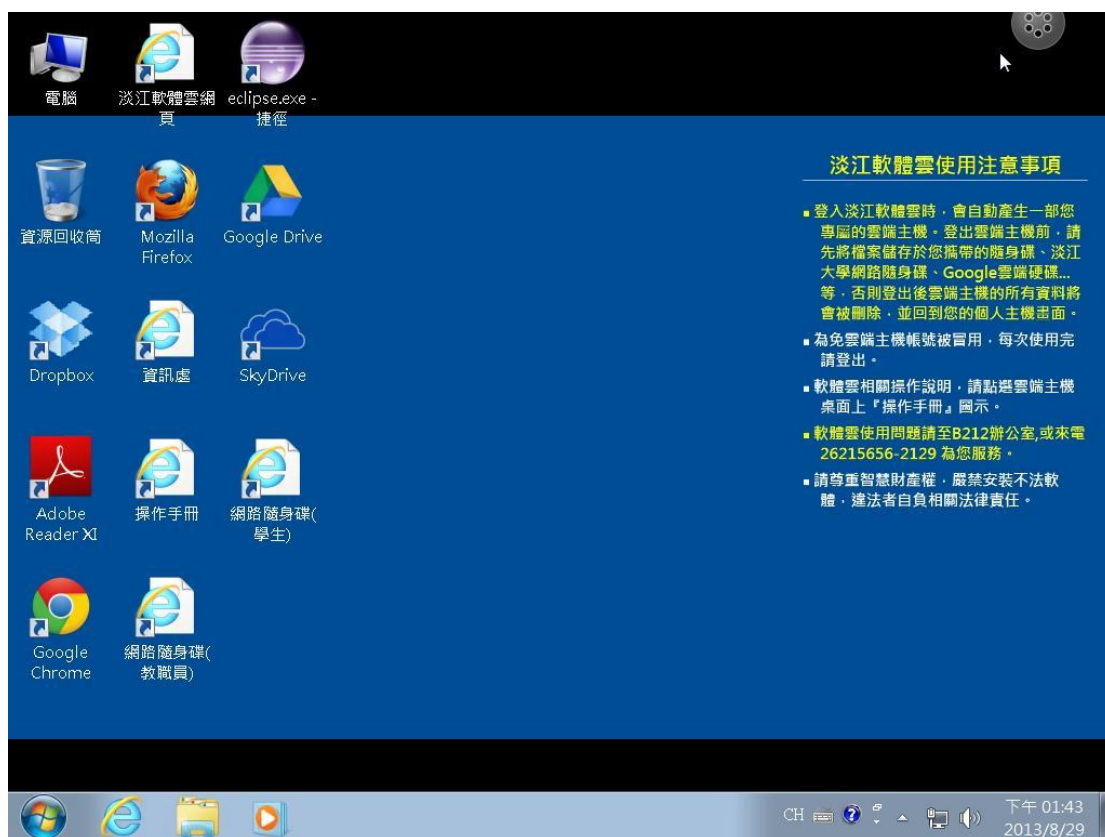 電腦
淡江軟體雲網
頁
eclipse.exe -
捷徑
資源回收筒
Mozilla
Firefox
Google Drive
Dropbox
資訊處
SkyDrive
Adobe
Reader XI
操作手冊
網路隨身碟(
學生)
Google
Chrome
網路隨身碟(
教職員)
淡江軟體雲使用注意事項
▪登入淡江軟體雲時，會自動產生一部您
專屬的雲端主機。登出雲端主機前，請
先將檔案儲存於您攜帶的隨身碟、淡江
大學網路隨身碟、Google雲端硬碟...
等，否則登出後雲端主機的所有資料將
會被刪除，並回到您的個人主機畫面。
▪為免雲端主機帳號被冒用，每次使用完
請登出。
▪軟體雲相關操作說明，請點選雲端主機
桌面上『操作手冊』圖示。
▪軟體雲使用問題請至B212辦公室,或來電
26215656-2129 為您服務。
▪請尊重智慧財產權，嚴禁安裝不法軟
體，違法者自負相關法律責任。
CH
下午 01:43
2013/8/29